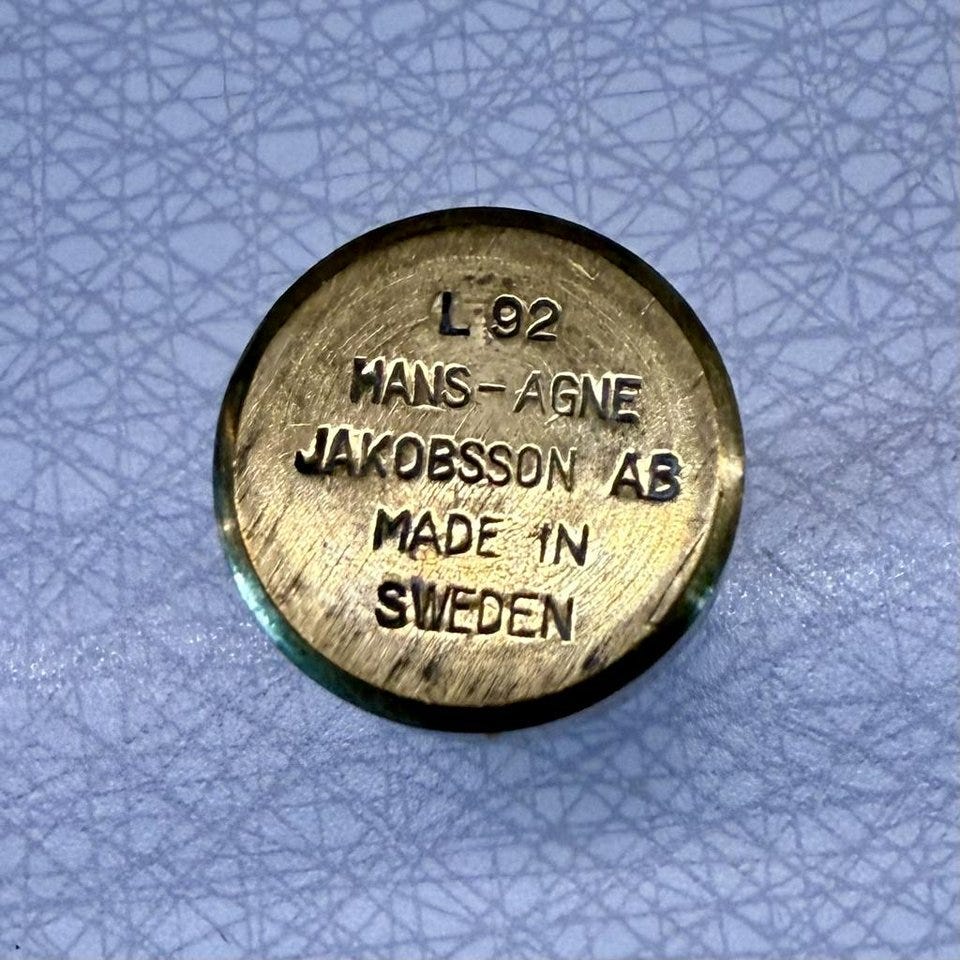 L 92
HANS-AGNE
JAKOBSSON AB
MADE IN
SWEDEN